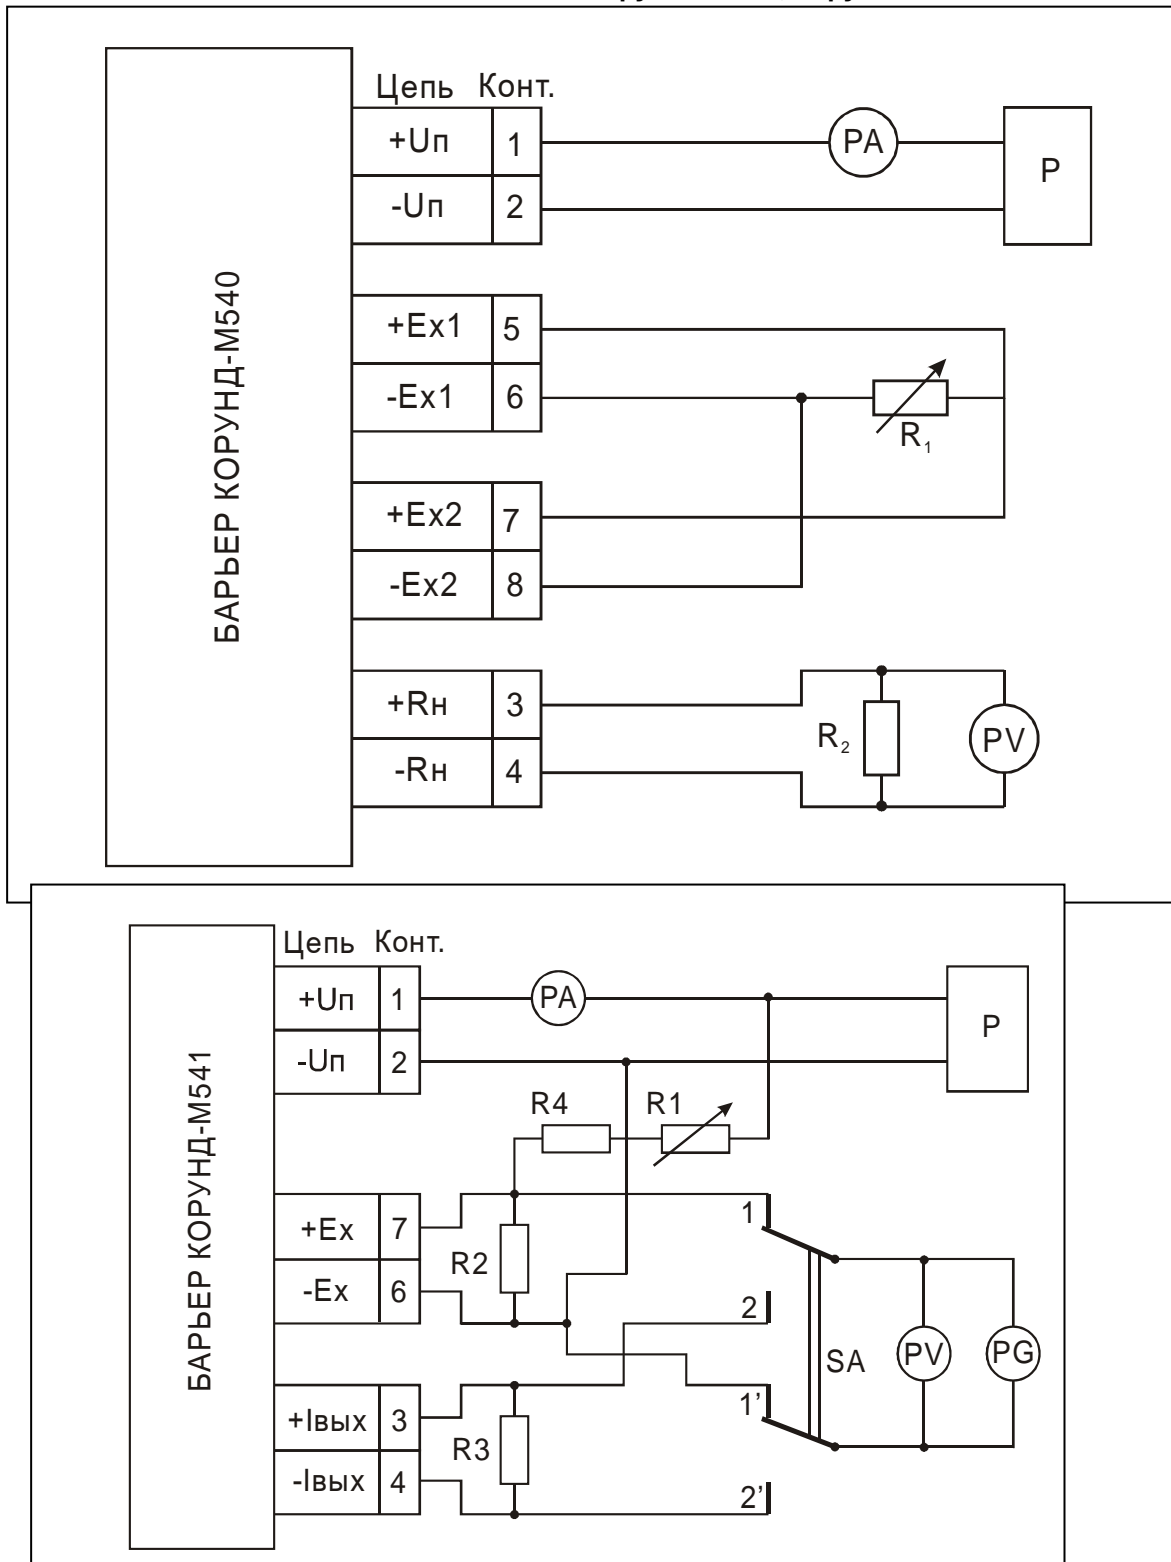 Цепь Конт.
+Uп 1
-Uп 2
PA
P
+Ex1 5
-Ex1 6
R1
+Ex2 7
-Ex2 8
+Rн 3
-Rн 4
R2
PV
БАРЬЕР КОРУНД-М540
Цепь Конт.
+Uп 1
-Uп 2
PA
P
R4 R1
+Ex 7
-Ex 6
R2
1
2
SA
PV
PG
+Iвых 3
-Iвых 4
R3
1’
2’
БАРЬЕР КОРУНД-М541